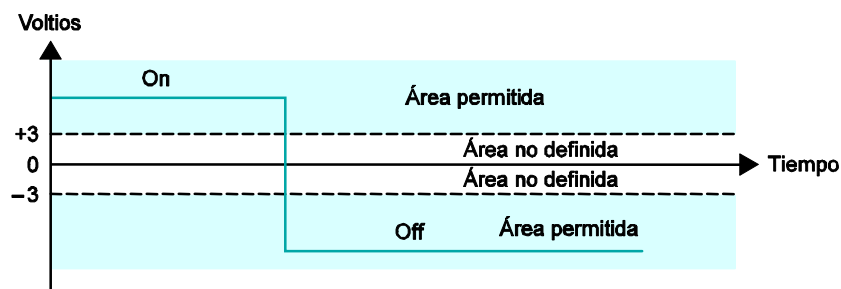 Voltios
On
Área permitida
+3
Área no definida
0
Tiempo
Área no definida
−3
Off
Área permitida